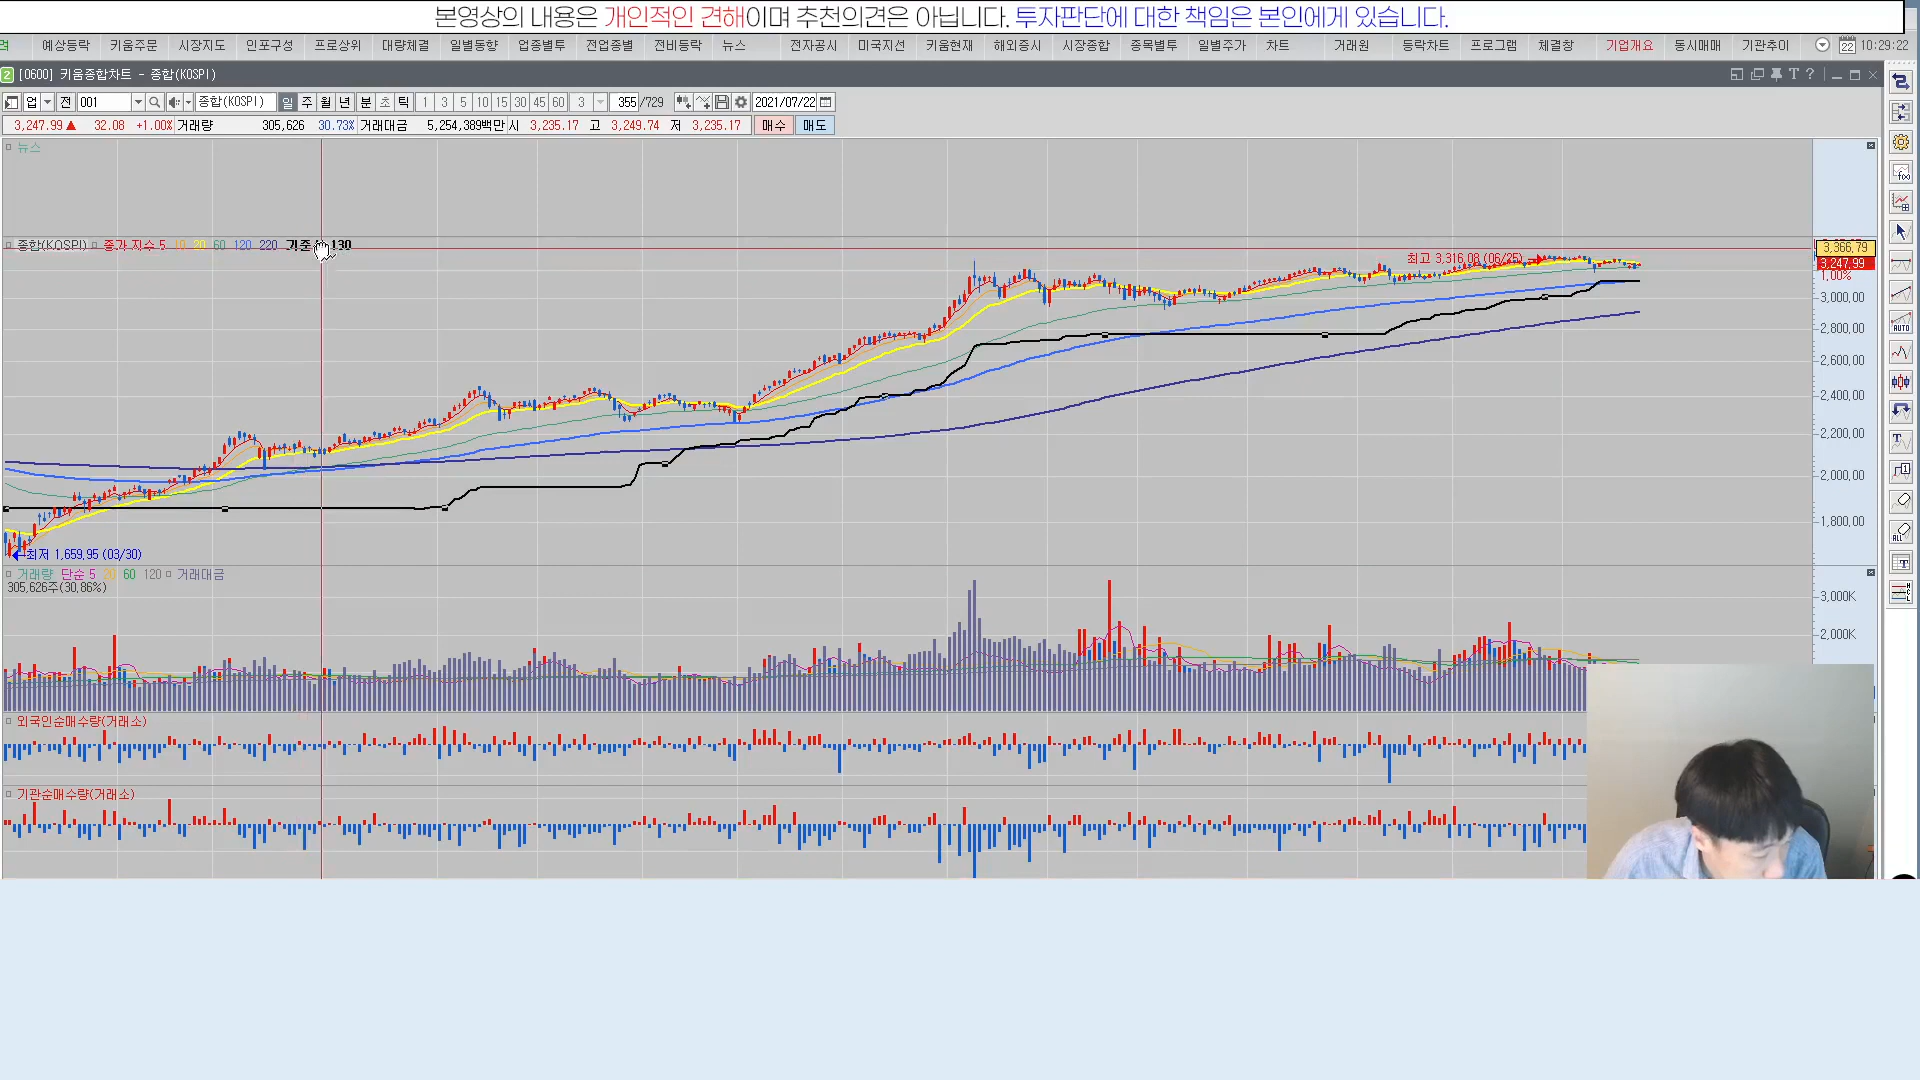 본영상의 내용은 개인적인 견해이며 추천의견은 아닙니다. 투자판단에 대한 책임은 본인에게 있습니다.
력 예상등락 키움주문 시장지도 인포구성 프로상위 대량체결 일별동향 업종별투 전업종별 전비등락 뉴스 전자공시 미국지선 키움현재 해외증시 시장종합 종목별투 일별주가 차트 거래원 등락차트 프로그램 체결창 기업개요 동시매매 기관추이 22 10:29:22
2 [0600] 키움종합차트 - 종합(KOSPI) T ?
업 전 001 종합(KOSPI) 일 주 월 년 분 초 틱 1 3 5 10 15 30 45 60 3 355 /729 2021/07/22
3,247.99 ▲ 32.08 +1.00% 거래량 305,626 30.73% 거래대금 5,254,389백만 시 3,235.17 고 3,249.74 저 3,235.17 매수 매도
뉴스
종합(KOSPI) 종가 지수 5 10 20 60 120 220 기준 130
3,366.79
최고 3,316.08 (06/25)
3,247.99
1.00%
3,000.00
2,800.00
2,600.00
2,400.00
2,200.00
2,000.00
1,800.00
최저 1,659.95 (03/30)
거래량 단순 5 20 60 120 거래대금
305,626주(30.86%)
3,000K
2,000K
외국인순매수량(거래소)
기관순매수량(거래소)